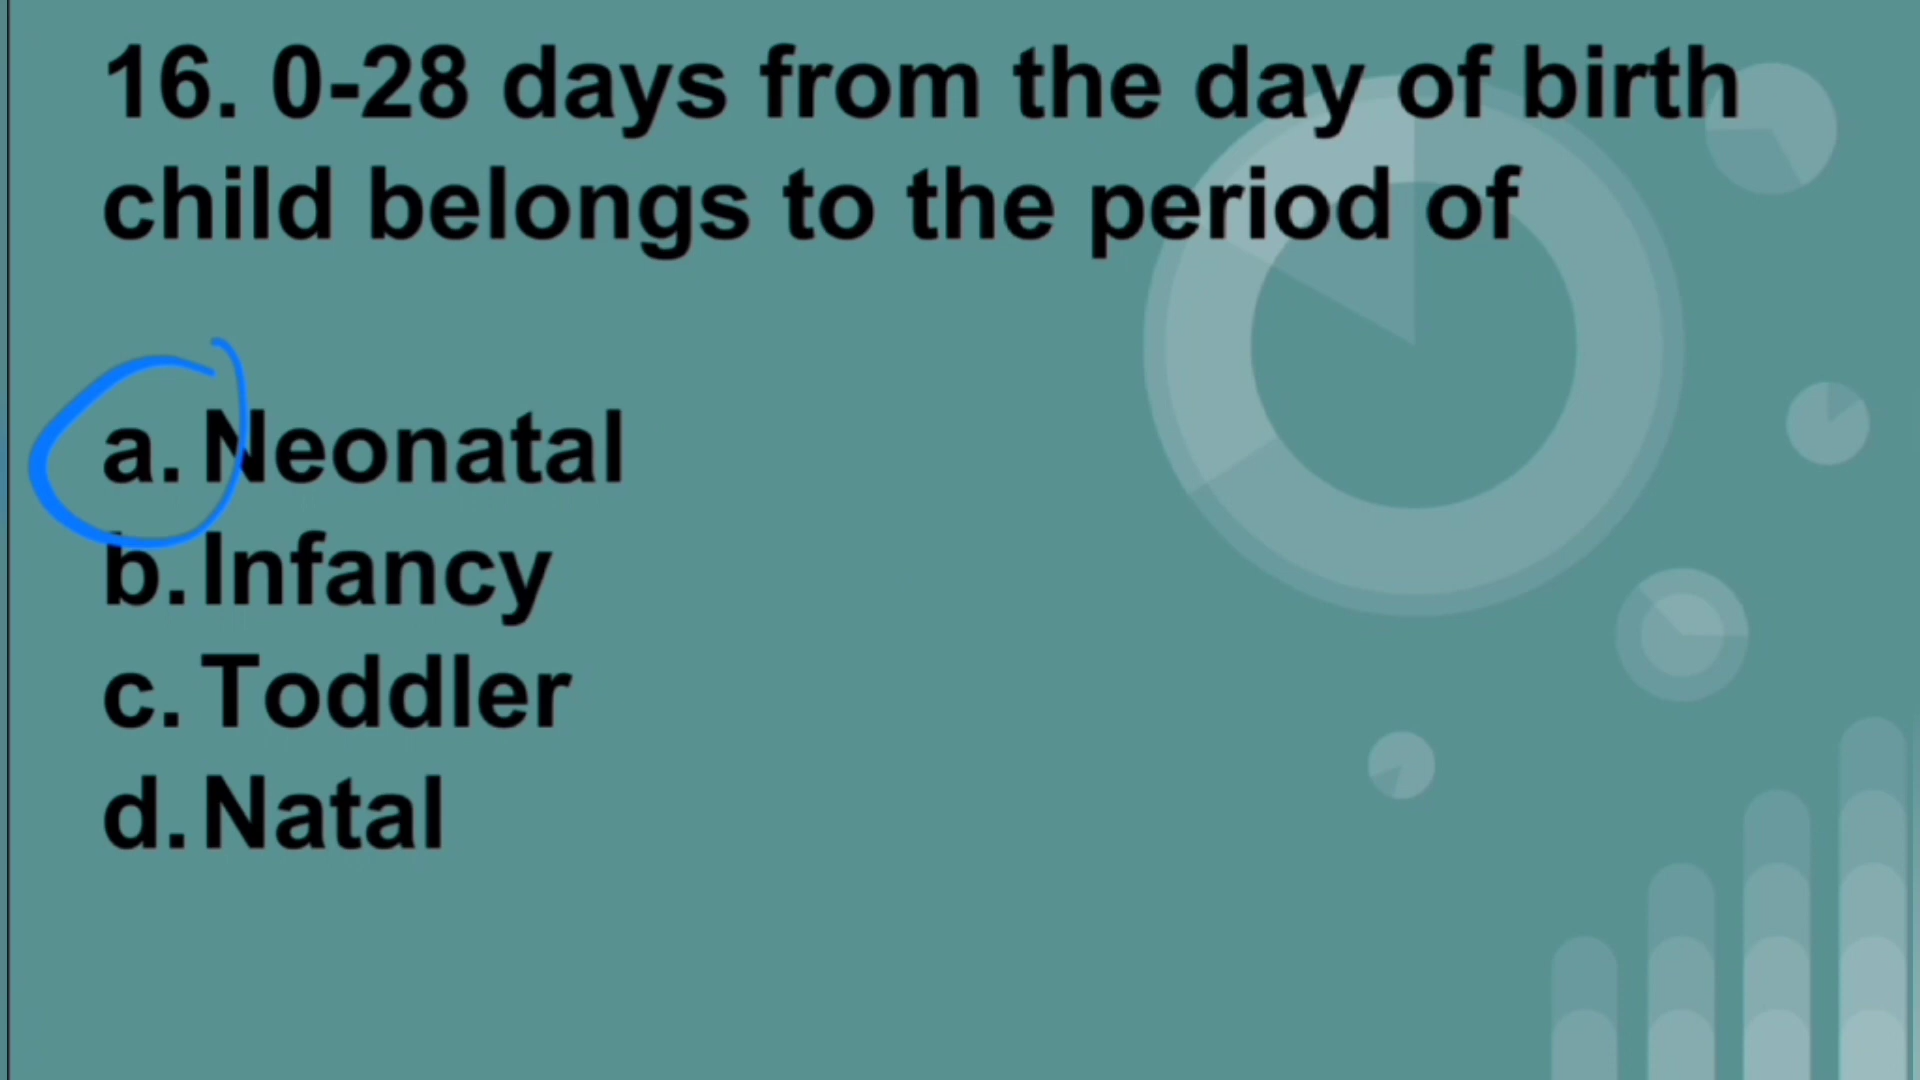 16. 0-28 days from the day of birth
child belongs to the period of
a. Neonatal
b. Infancy
c. Toddler
d. Natal